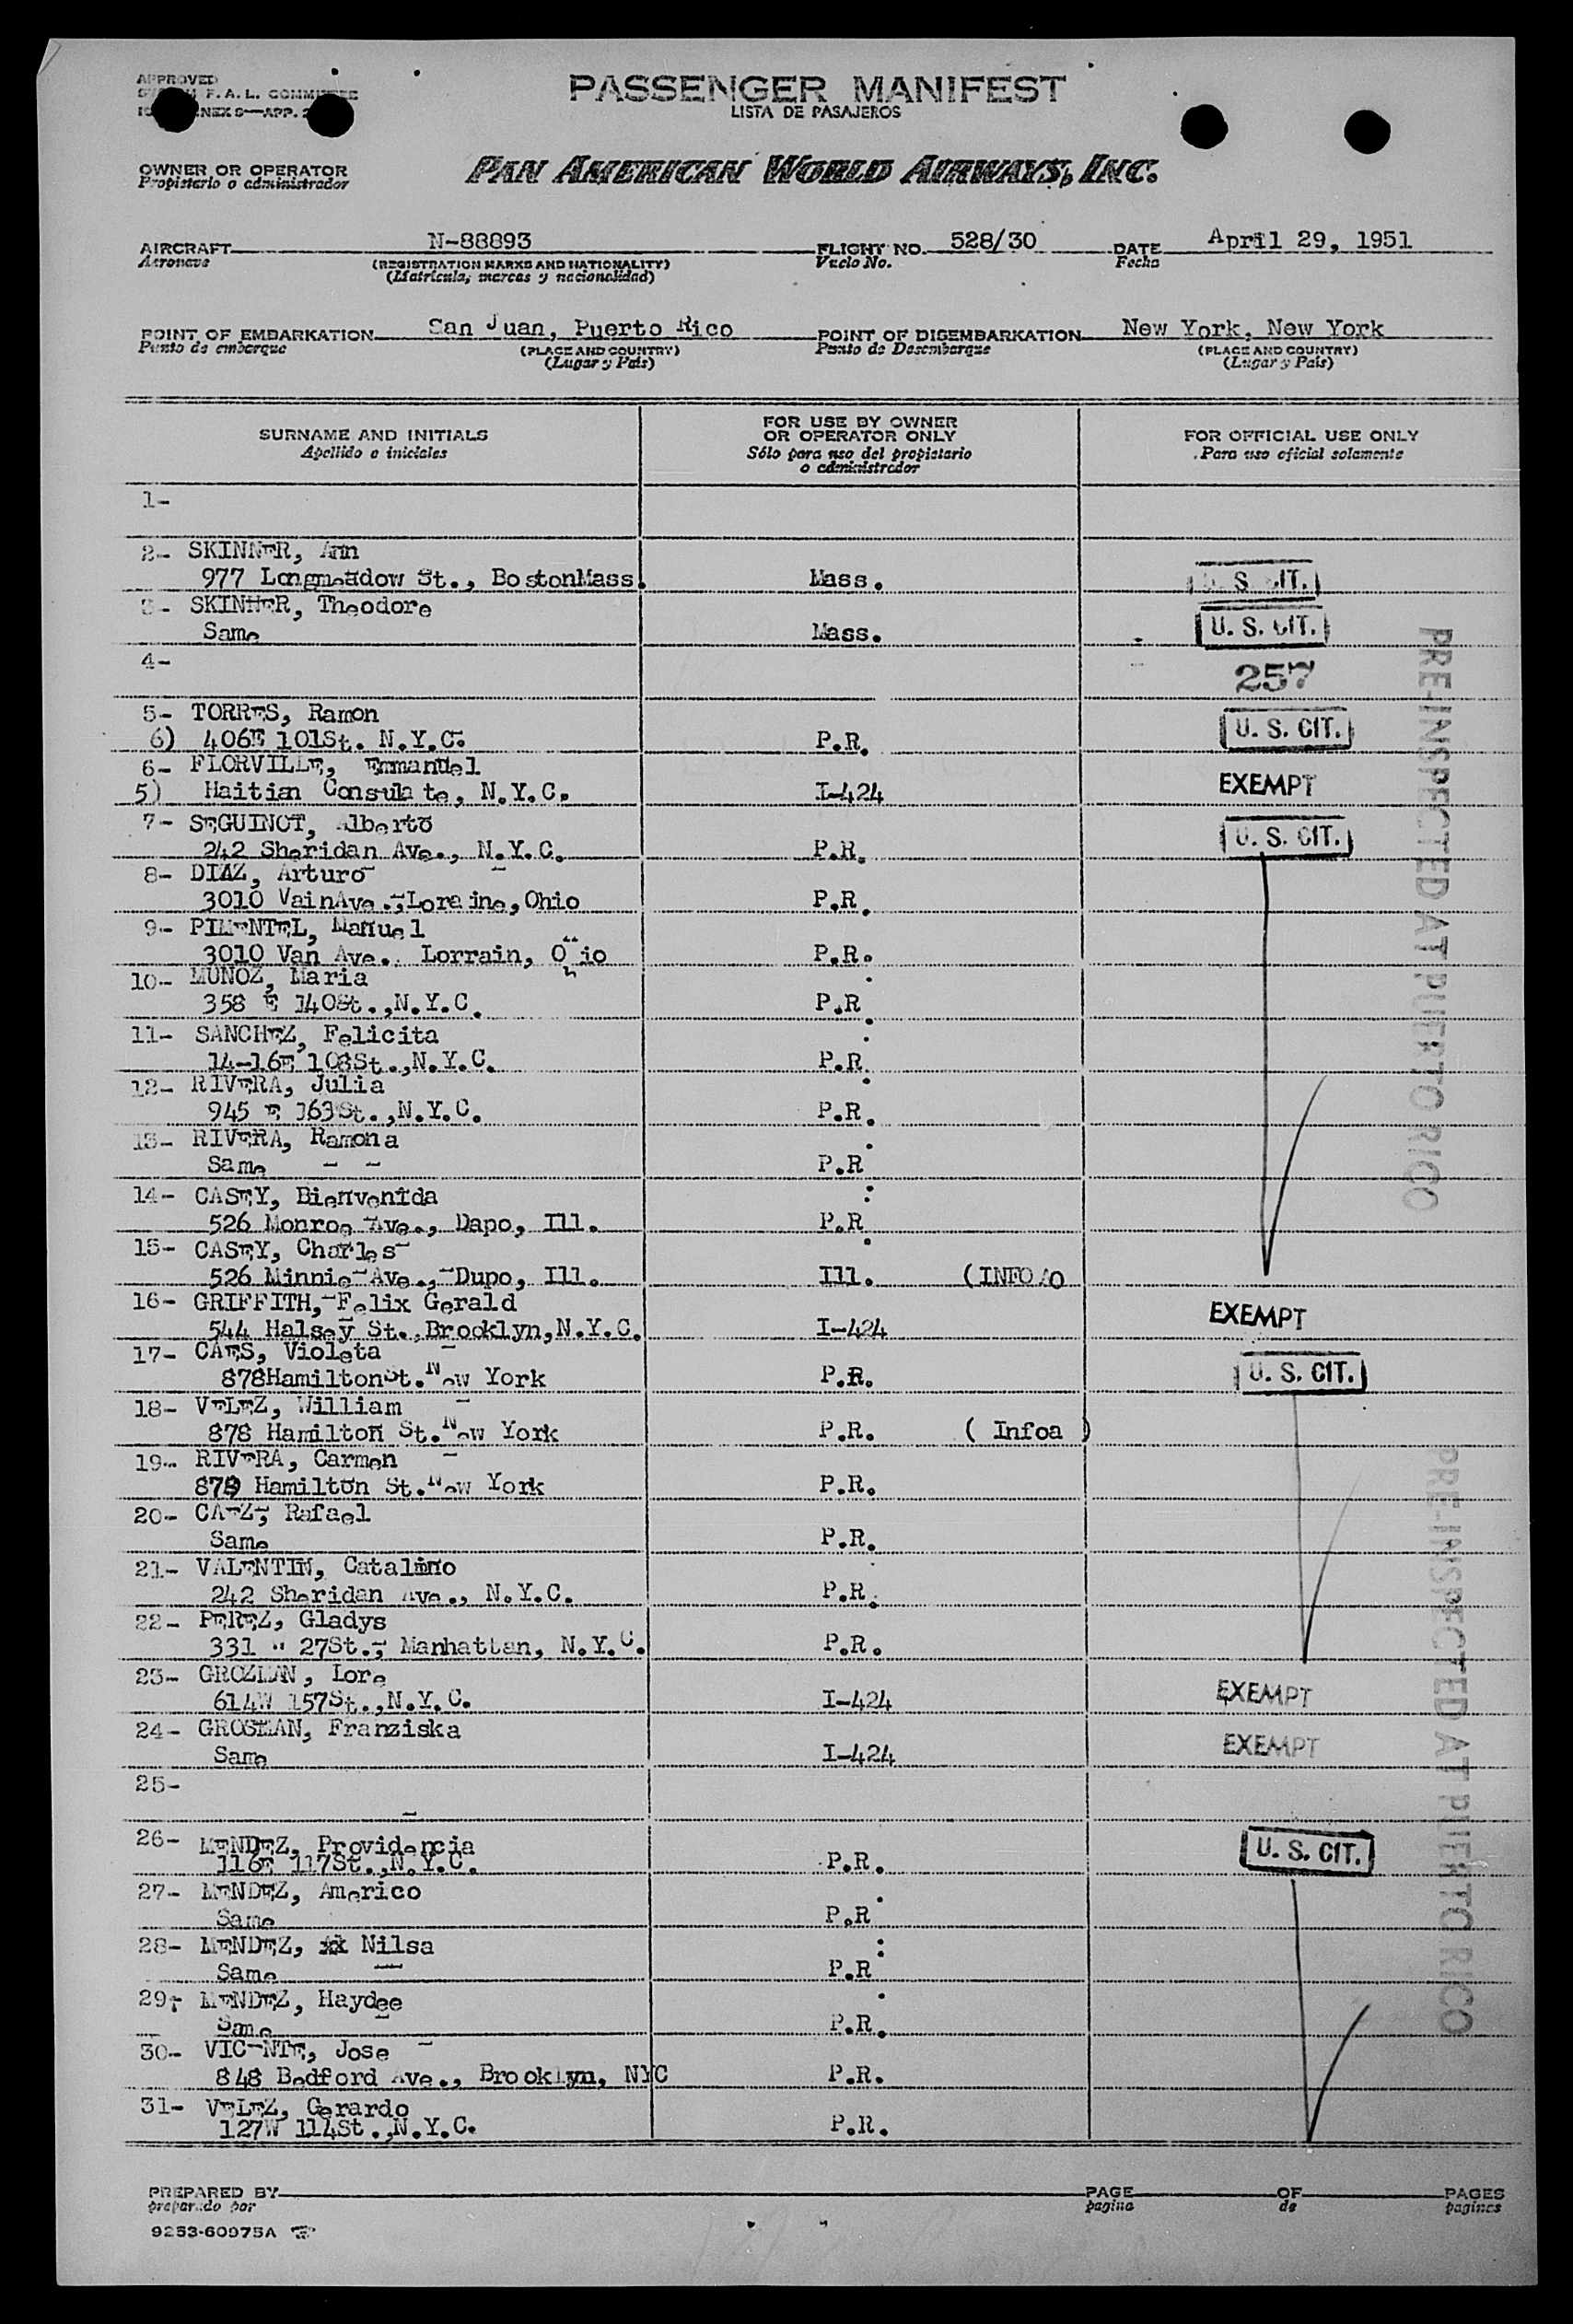 APPROVED
F. A. L. COMMITTEE
ANNEX 9—APP. 2
PASSENGER MANIFEST
LISTA DE PASAJEROS
OWNER OR OPERATOR
Propietario o administrador
PAN AMERICAN WORLD AIRWAYS, INC.
AIRCRAFT N-88893 FLIGHT NO. 528/30 DATE April 29, 1951
Aeronave (REGISTRATION MARKS AND NATIONALITY) Vuelo No. Fecha
(Matrícula, marcas y nacionalidad)
POINT OF EMBARKATION San Juan, Puerto Rico POINT OF DISEMBARKATION New York, New York
Punto de embarque (PLACE AND COUNTRY) Punto de Desembarque (PLACE AND COUNTRY)
(Lugar y País) (Lugar y País)
SURNAME AND INITIALS FOR USE BY OWNER OR OPERATOR ONLY FOR OFFICIAL USE ONLY
Apellido e iniciales Sólo para uso del propietario o administrador Para uso oficial solamente
1-
2- SKINNER, Ann
977 Longmeadow St., BostonMass. Mass. U. S. CIT.
3- SKINNER, Theodore
Same Mass. U. S. CIT.
4- 257
5- TORRES, Ramon
6) 406E 101St. N.Y.C. P.R. U. S. CIT.
6- FLORVILLE, Emmanuel
5) Haitian Consulate, N.Y.C. I-424 EXEMPT
7- SEGUINOT, Alberto
242 Sheridan Ave., N.Y.C. P.R. U. S. CIT.
8- DIAZ, Arturo
3010 VainAve., Loraine, Ohio P.R.
9- PIMENTEL, Manuel
3010 Van Ave. Lorrain, Ohio P.R.
10- MUNOZ, Maria
358 E 140St., N.Y.C. P.R
11- SANCHEZ, Felicita
14-16E 108St., N.Y.C. P.R.
12- RIVERA, Julia
945 E 163St., N.Y.C. P.R.
13- RIVERA, Ramona
Same P.R
14- CASEY, Bienvenida
526 Monroe Ave., Dapo, Ill. P.R
15- CASEY, Charles
526 Minnie Ave., Dupo, Ill. Ill. (INFO
16- GRIFFITH, Felix Gerald
544 Halsey St., Brooklyn, N.Y.C. I-424 EXEMPT
17- CAES, Violeta
878HamiltonSt. New York P.R. U. S. CIT.
18- VELEZ, William
878 Hamilton St. New York P.R. ( Infoa )
19- RIVERA, Carmen
878 Hamilton St. New York P.R.
20- CAEZ, Rafael
Same P.R.
21- VALENTIN, Catalino
242 Sheridan Ave., N.Y.C. P.R.
22- PEREZ, Gladys
331 W 27St., Manhattan, N.Y.C. P.R.
23- GROZMAN, Lore
614W 157St., N.Y.C. I-424 EXEMPT
24- GROSMAN, Franziska
Same I-424 EXEMPT
25-
26- MENDEZ, Providencia
116E 117St., N.Y.C. P.R. U. S. CIT.
27- MENDEZ, Americo
Same P.R
28- MENDEZ, xx Nilsa
Same P.R
29- MENDEZ, Haydee
Same P.R.
30- VICENTE, Jose
848 Bedford Ave., Brooklyn, NYC P.R.
31- VELEZ, Gerardo
127W 114St., N.Y.C. P.R.
PRE-INSPECTED AT PUERTO RICO
PRE-INSPECTED AT PUERTO RICO
PREPARED BY PAGE OF PAGES
preparado por pagina de paginas
9253-60975A